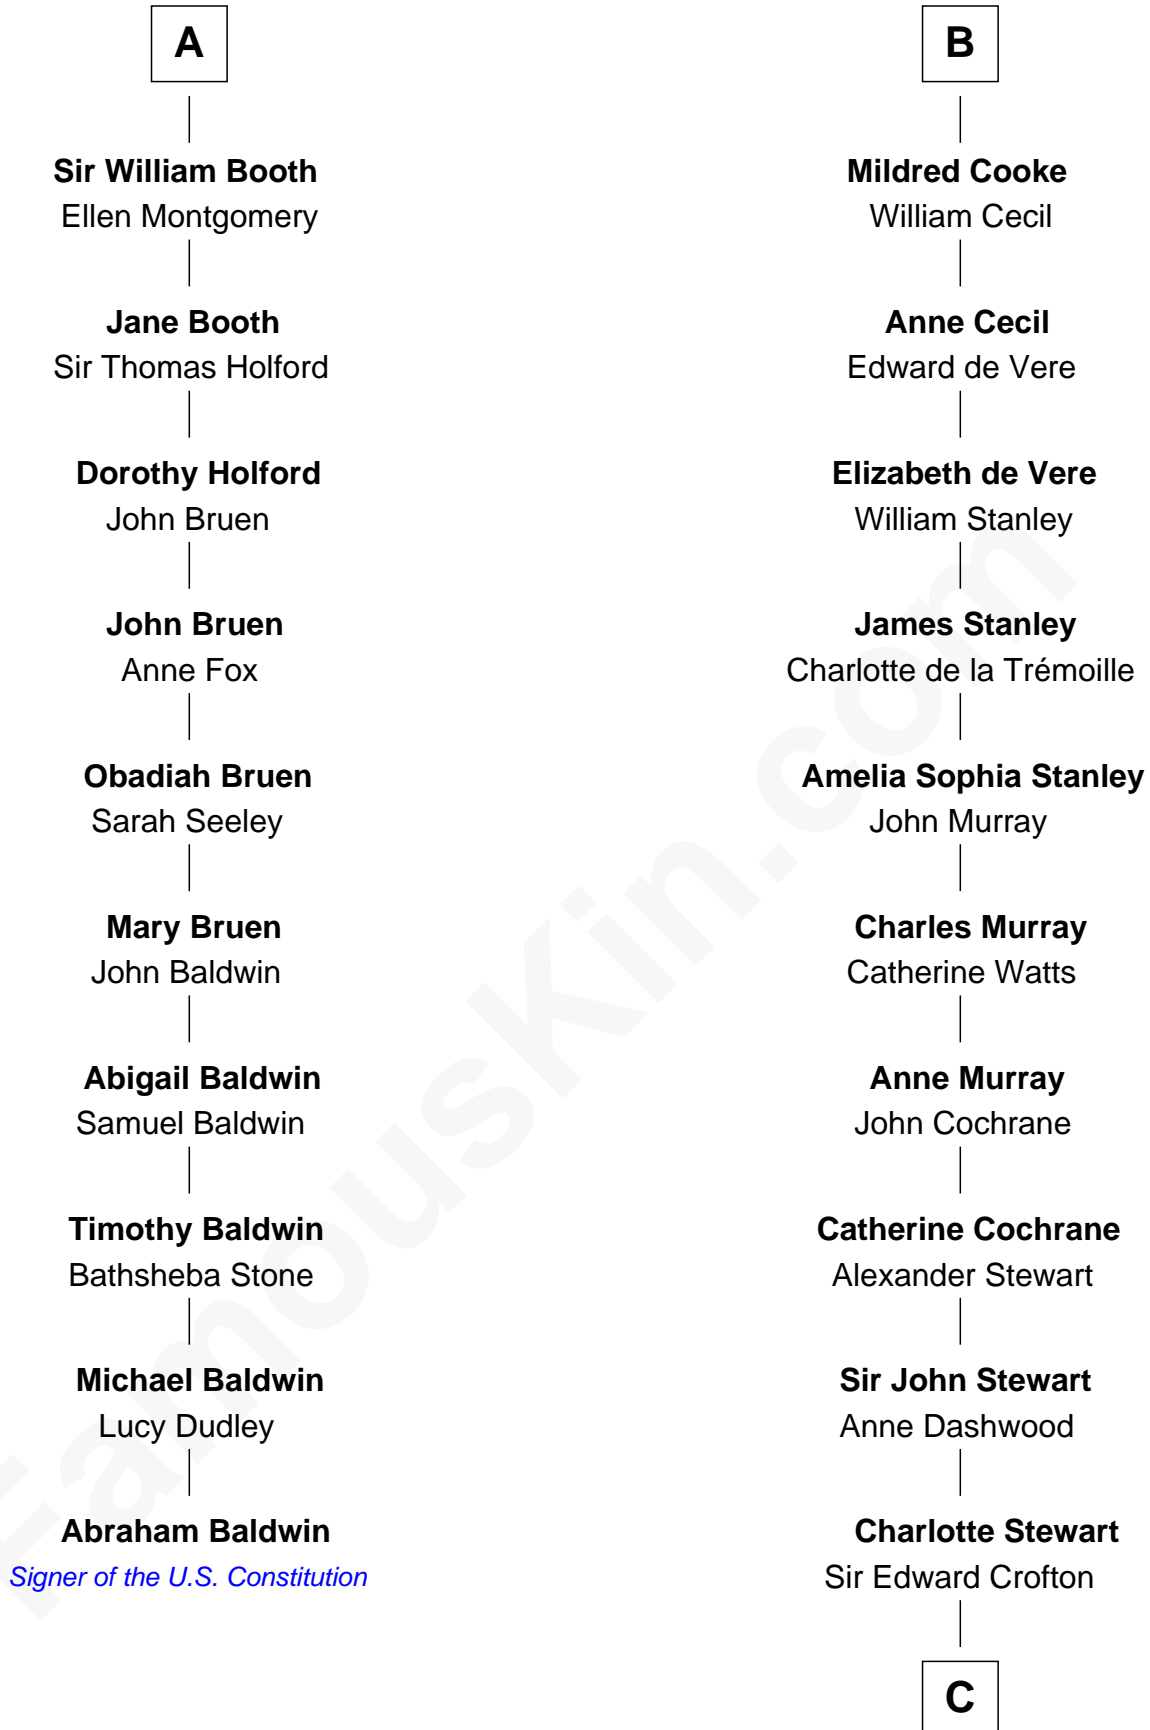 A
Sir William Booth
Ellen Montgomery
Jane Booth
Sir Thomas Holford
Dorothy Holford
John Bruen
John Bruen
Anne Fox
Obadiah Bruen
Sarah Seeley
Mary Bruen
John Baldwin
Abigail Baldwin
Samuel Baldwin
Timothy Baldwin
Bathsheba Stone
Michael Baldwin
Lucy Dudley
Abraham Baldwin
Signer of the U.S. Constitution
B
Mildred Cooke
William Cecil
Anne Cecil
Edward de Vere
Elizabeth de Vere
William Stanley
James Stanley
Charlotte de la Trémoille
Amelia Sophia Stanley
John Murray
Charles Murray
Catherine Watts
Anne Murray
John Cochrane
Catherine Cochrane
Alexander Stewart
Sir John Stewart
Anne Dashwood
Charlotte Stewart
Sir Edward Crofton
C
FamousKin.com